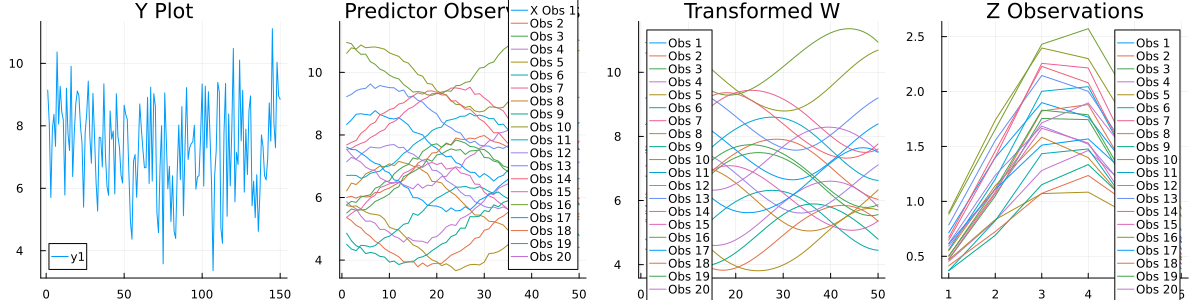 Y Plot
10
8
6
4
0
50
100
150
y1
Predictor Obser
10
8
6
4
0
10
20
30
40
50
X Obs 1
Obs 2
Obs 3
Obs 4
Obs 5
Obs 6
Obs 7
Obs 8
Obs 9
Obs 10
Obs 11
Obs 12
Obs 13
Obs 14
Obs 15
Obs 16
Obs 17
Obs 18
Obs 19
Obs 20
Transformed W
10
8
6
4
0
20
30
40
50
Obs 1
Obs 2
Obs 3
Obs 4
Obs 5
Obs 6
Obs 7
Obs 8
Obs 9
Obs 10
Obs 11
Obs 12
Obs 13
Obs 14
Obs 15
Obs 16
Obs 17
Obs 18
Obs 19
Obs 20
Z Observations
2.5
2.0
1.5
1.0
0.5
1
2
3
4
5
Obs 1
Obs 2
Obs 3
Obs 4
Obs 5
Obs 6
Obs 7
Obs 8
Obs 9
Obs 10
Obs 11
Obs 12
Obs 13
Obs 14
Obs 15
Obs 16
Obs 17
Obs 18
Obs 19
Obs 20